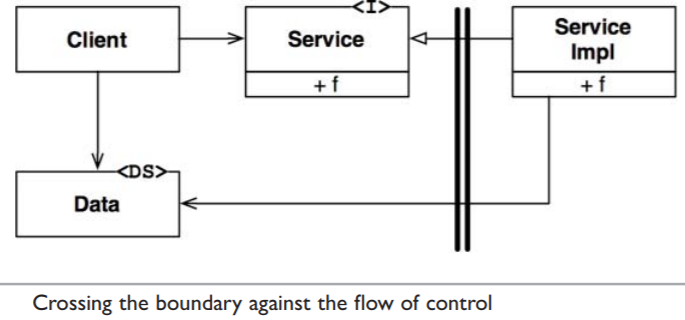 <I>
Client
Service
Service
Impl
+ f
+ f
<DS>
Data
Crossing the boundary against the flow of control